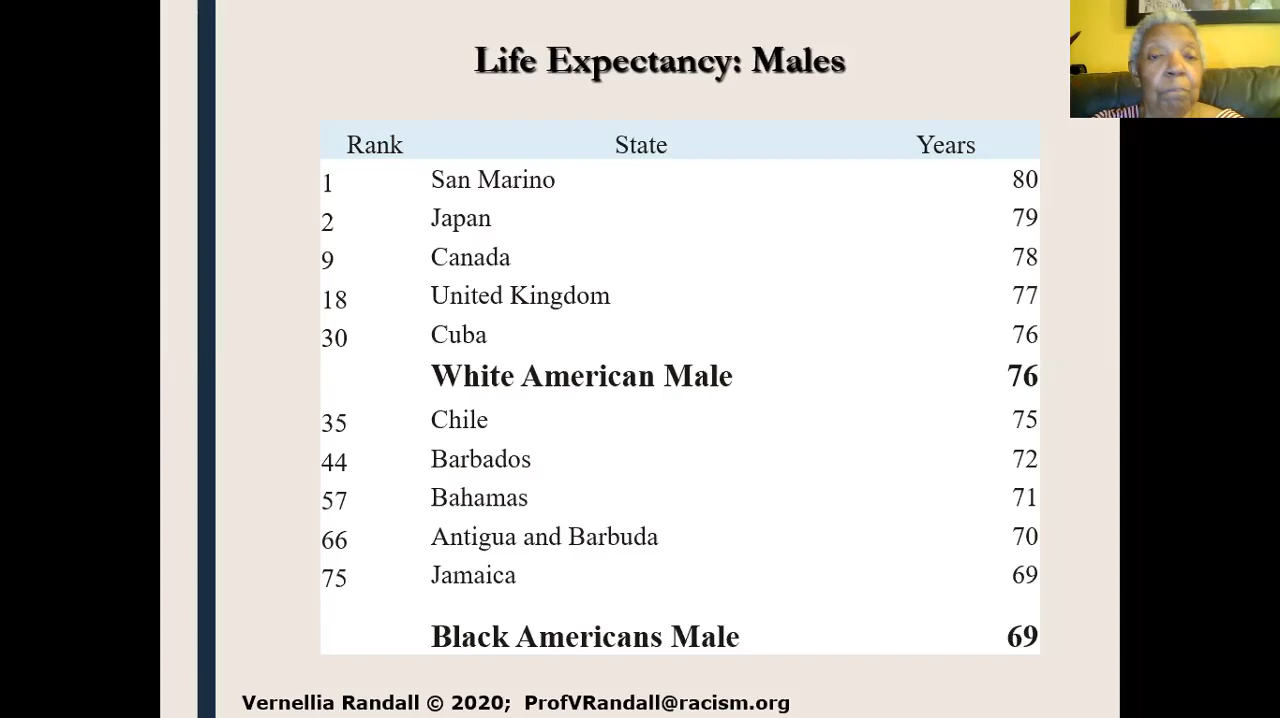 Life Expectancy: Males
Rank State Years
1 San Marino 80
2 Japan 79
9 Canada 78
18 United Kingdom 77
30 Cuba 76
White American Male 76
35 Chile 75
44 Barbados 72
57 Bahamas 71
66 Antigua and Barbuda 70
75 Jamaica 69
Black Americans Male 69
Vernellia Randall © 2020; ProfVRandall@racism.org